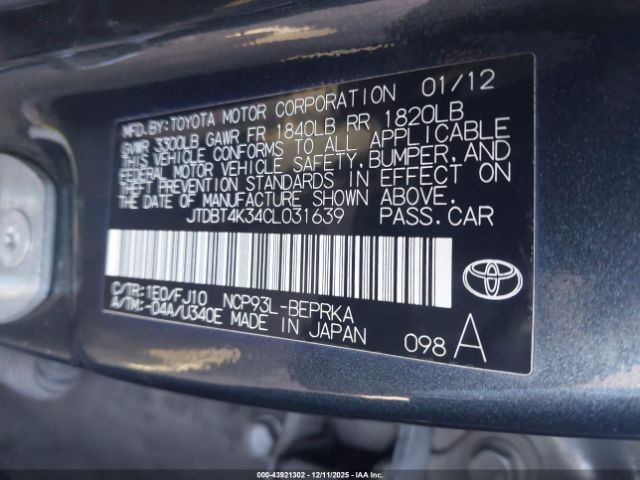 MFD.BY:TOYOTA MOTOR CORPORATION 01/12
GVWR 3300LB GAWR FR 1840LB RR 1820LB
THIS VEHICLE CONFORMS TO ALL APPLICABLE
FEDERAL MOTOR VEHICLE SAFETY,BUMPER,AND
THEFT PREVENTION STANDARDS IN EFFECT ON
THE DATE OF MANUFACTURE SHOWN ABOVE.
JTDBT4K34CL031639 PASS.CAR
C/TR:1E0/FJ10 NCP93L-BEPRKA
A/TM:-04A/U340E MADE IN JAPAN
098 A
000-43921302 - 12/11/2025 - IAAI.COM